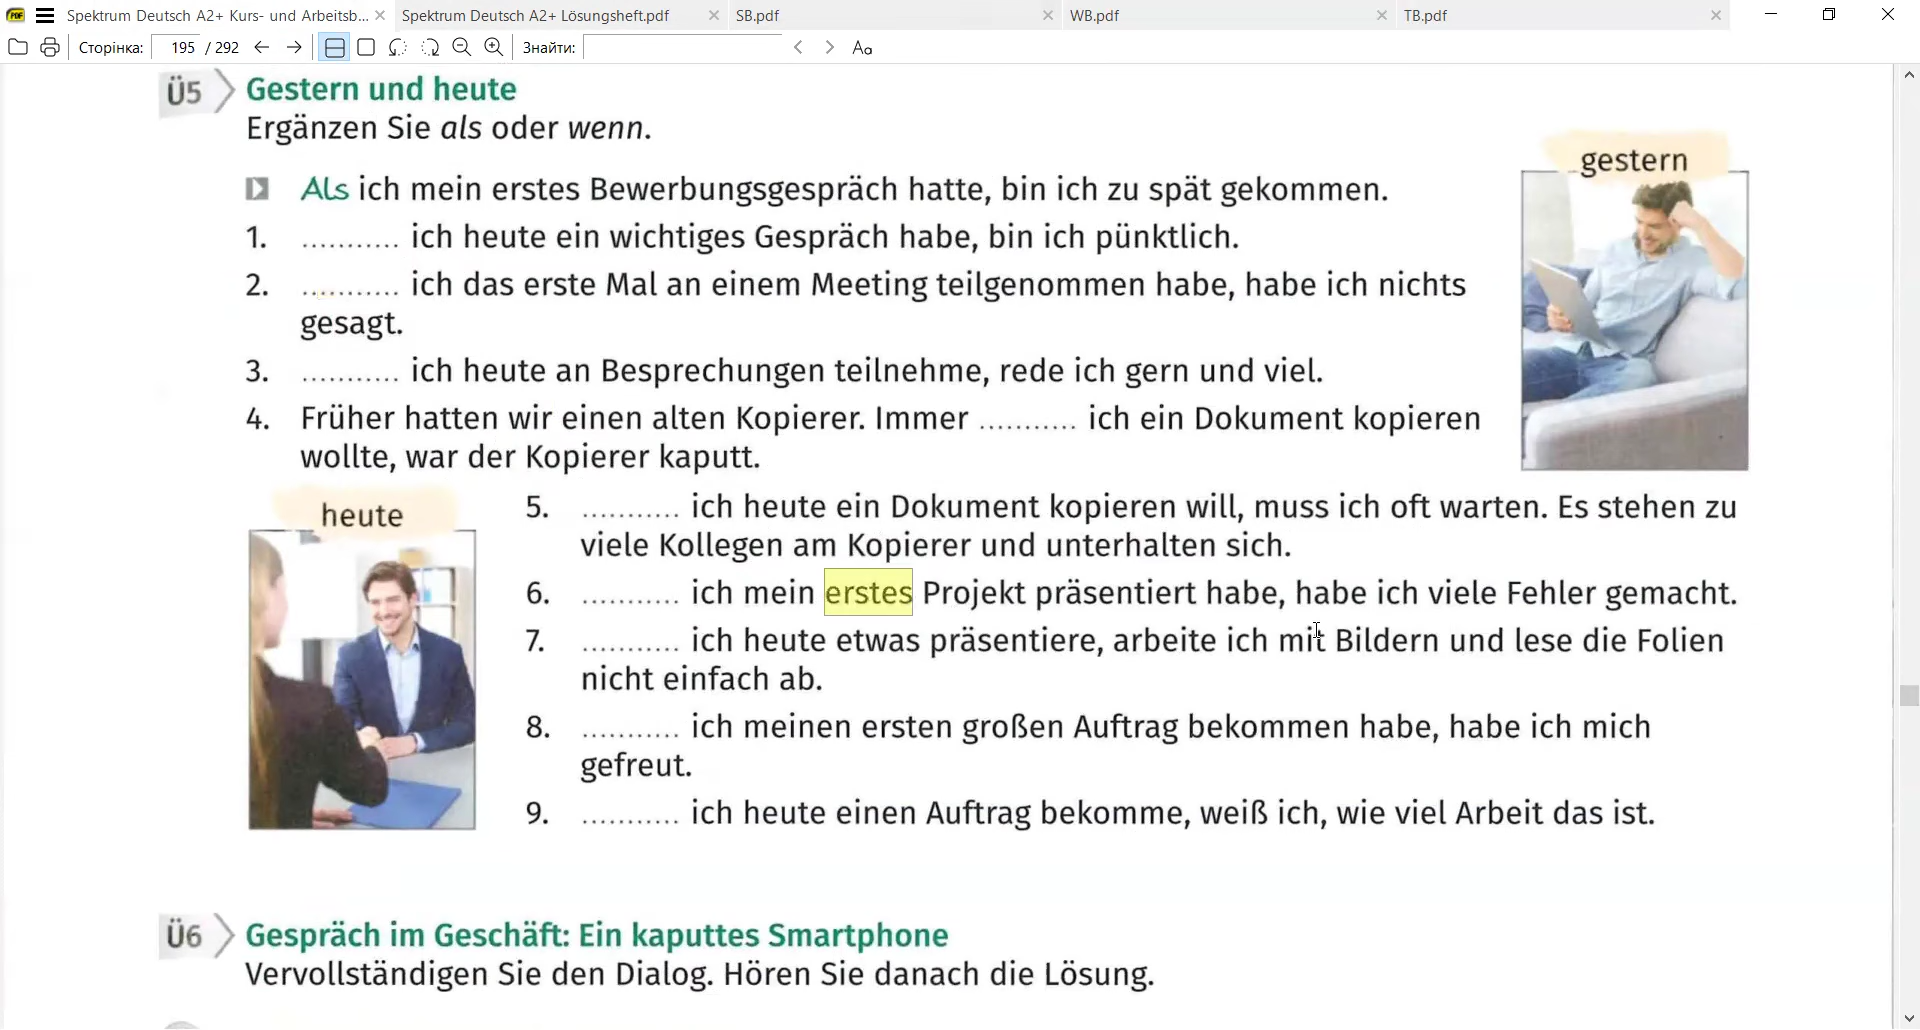 Spektrum Deutsch A2+ Kurs- und Arbeitsb...
Spektrum Deutsch A2+ Lösungsheft.pdf
SB.pdf
WB.pdf
TB.pdf
Сторінка: 195 / 292
Знайти:
Aa
Ü5 Gestern und heute
Ergänzen Sie als oder wenn.
gestern
Als ich mein erstes Bewerbungsgespräch hatte, bin ich zu spät gekommen.
1. ........... ich heute ein wichtiges Gespräch habe, bin ich pünktlich.
2. ........... ich das erste Mal an einem Meeting teilgenommen habe, habe ich nichts
gesagt.
3. ........... ich heute an Besprechungen teilnehme, rede ich gern und viel.
4. Früher hatten wir einen alten Kopierer. Immer ........... ich ein Dokument kopieren
wollte, war der Kopierer kaputt.
heute
5. ........... ich heute ein Dokument kopieren will, muss ich oft warten. Es stehen zu
viele Kollegen am Kopierer und unterhalten sich.
6. ........... ich mein erstes Projekt präsentiert habe, habe ich viele Fehler gemacht.
7. ........... ich heute etwas präsentiere, arbeite ich mit Bildern und lese die Folien
nicht einfach ab.
8. ........... ich meinen ersten großen Auftrag bekommen habe, habe ich mich
gefreut.
9. ........... ich heute einen Auftrag bekomme, weiß ich, wie viel Arbeit das ist.
Ü6 Gespräch im Geschäft: Ein kaputtes Smartphone
Vervollständigen Sie den Dialog. Hören Sie danach die Lösung.